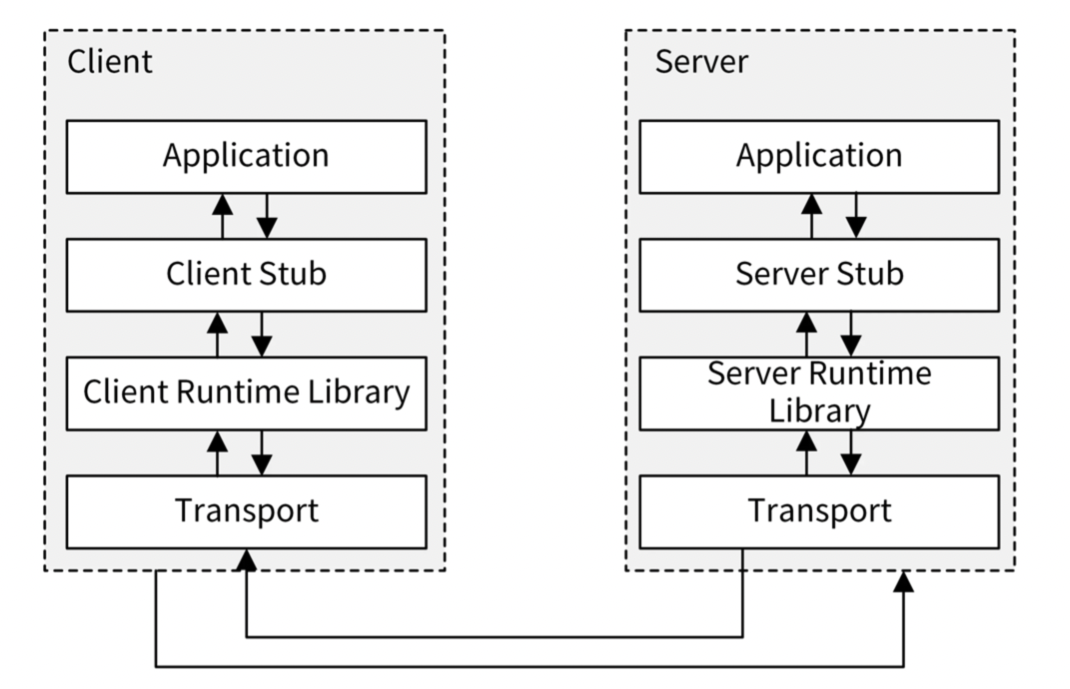 Client
Application
Client Stub
Client Runtime Library
Transport
Server
Application
Server Stub
Server Runtime
Library
Transport